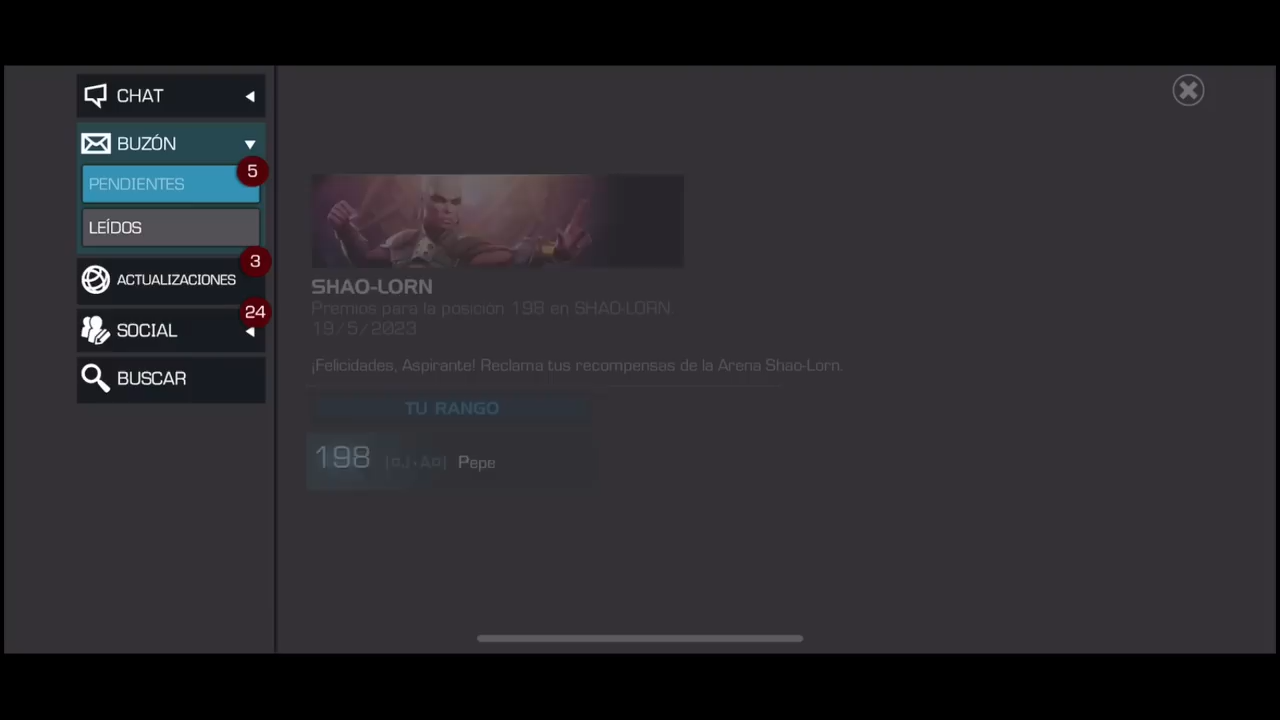 CHAT
BUZÓN
5
PENDIENTES
LEÍDOS
3
ACTUALIZACIONES
24
SOCIAL
BUSCAR
SHAO-LORN
Premios para la posición 198 en SHAO-LORN.
19/5/2023
¡Felicidades, Aspirante! Reclama tus recompensas de la Arena Shao-Lorn.
TU RANGO
198 Pepe